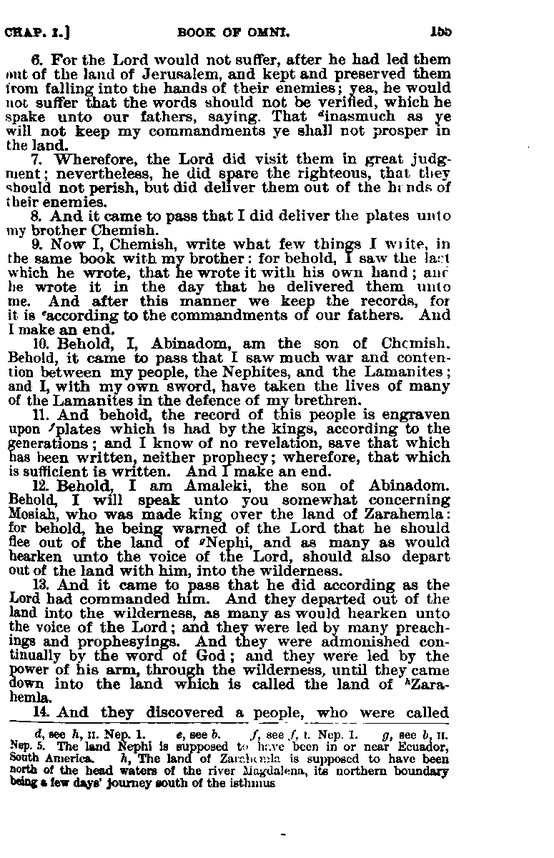 CHAP. I.] BOOK OF OMNI. 155
6. For the Lord would not suffer, after he had led them
out of the land of Jerusalem, and kept and preserved them
from falling into the hands of their enemies; yea, he would
not suffer that the words should not be verified, which he
spake unto our fathers, saying. That dinasmuch as ye
will not keep my commandments ye shall not prosper in
the land.
7. Wherefore, the Lord did visit them in great judg-
ment; nevertheless, he did spare the righteous, that they
should not perish, but did deliver them out of the hands of
their enemies.
8. And it came to pass that I did deliver the plates unto
my brother Chemish.
9. Now I, Chemish, write what few things I write, in
the same book with my brother: for behold, I saw the last
which he wrote, that he wrote it with his own hand; and
he wrote it in the day that he delivered them unto
me. And after this manner we keep the records, for
it is eaccording to the commandments of our fathers. And
I make an end.
10. Behold, I, Abinadom, am the son of Chemish.
Behold, it came to pass that I saw much war and conten-
tion between my people, the Nephites, and the Lamanites;
and I, with my own sword, have taken the lives of many
of the Lamanites in the defence of my brethren.
11. And behold, the record of this people is engraven
upon fplates which is had by the kings, according to the
generations; and I know of no revelation, save that which
has been written, neither prophecy; wherefore, that which
is sufficient is written. And I make an end.
12. Behold, I am Amaleki, the son of Abinadom.
Behold, I will speak unto you somewhat concerning
Mosiah, who was made king over the land of Zarahemla:
for behold, he being warned of the Lord that he should
flee out of the land of gNephi, and as many as would
hearken unto the voice of the Lord, should also depart
out of the land with him, into the wilderness.
13. And it came to pass that he did according as the
Lord had commanded him. And they departed out of the
land into the wilderness, as many as would hearken unto
the voice of the Lord; and they were led by many preach-
ings and prophesyings. And they were admonished con-
tinually by the word of God; and they were led by the
power of his arm, through the wilderness, until they came
down into the land which is called the land of hZara-
hemla.
14. And they discovered a people, who were called
d, see h, II. Nep. 1. e, see b. f, see f, I. Nep. 1. g, see b, II.
Nep. 5. The land Nephi is supposed to have been in or near Ecuador,
South America. h, The land of Zarahemla is supposed to have been
north of the head waters of the river Magdalena, its northern boundary
being a few days' journey south of the isthmus